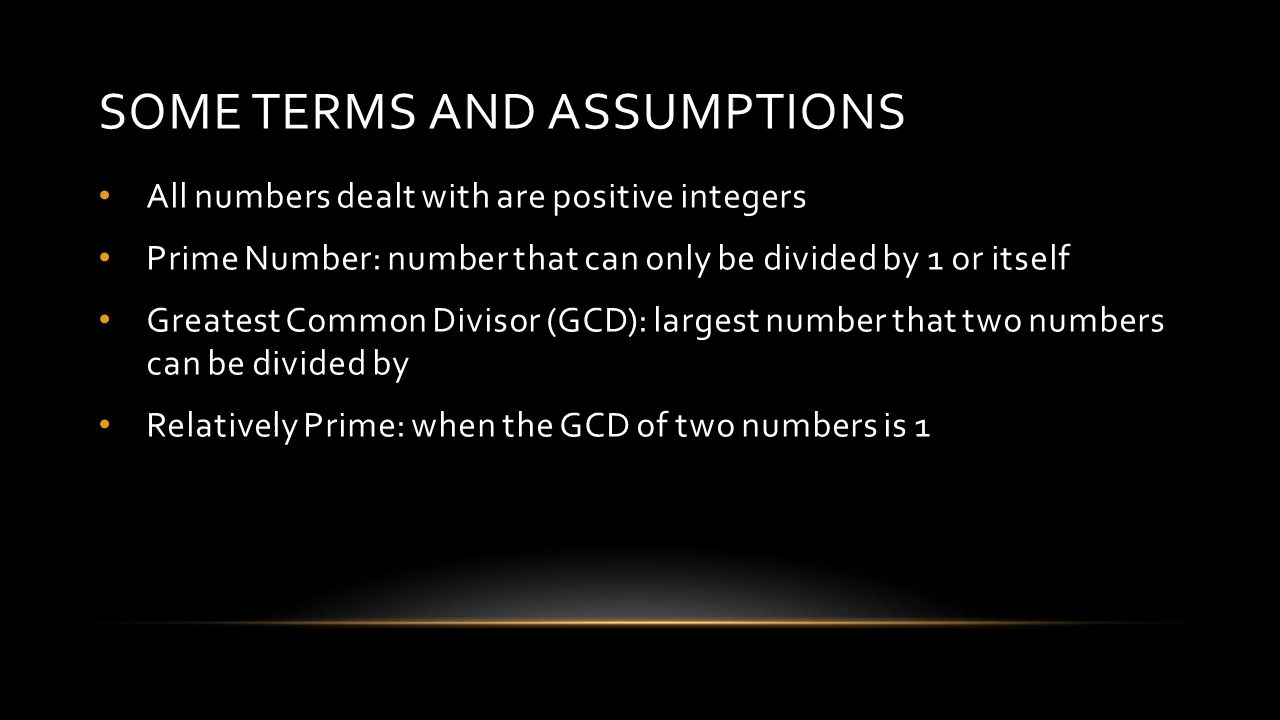 SOME TERMS AND ASSUMPTIONS
• All numbers dealt with are positive integers
• Prime Number: number that can only be divided by 1 or itself
• Greatest Common Divisor (GCD): largest number that two numbers
can be divided by
• Relatively Prime: when the GCD of two numbers is 1